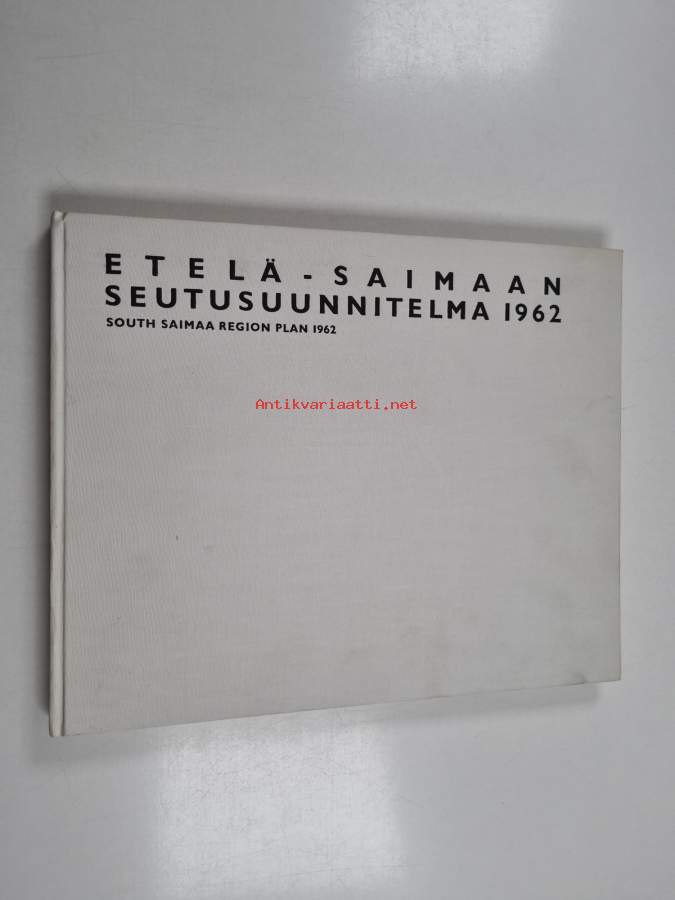 ETELÄ-SAIMAAN
SEUTUSUUNNITELMA 1962
SOUTH SAIMAA REGION PLAN 1962
Antikvariaatti.net